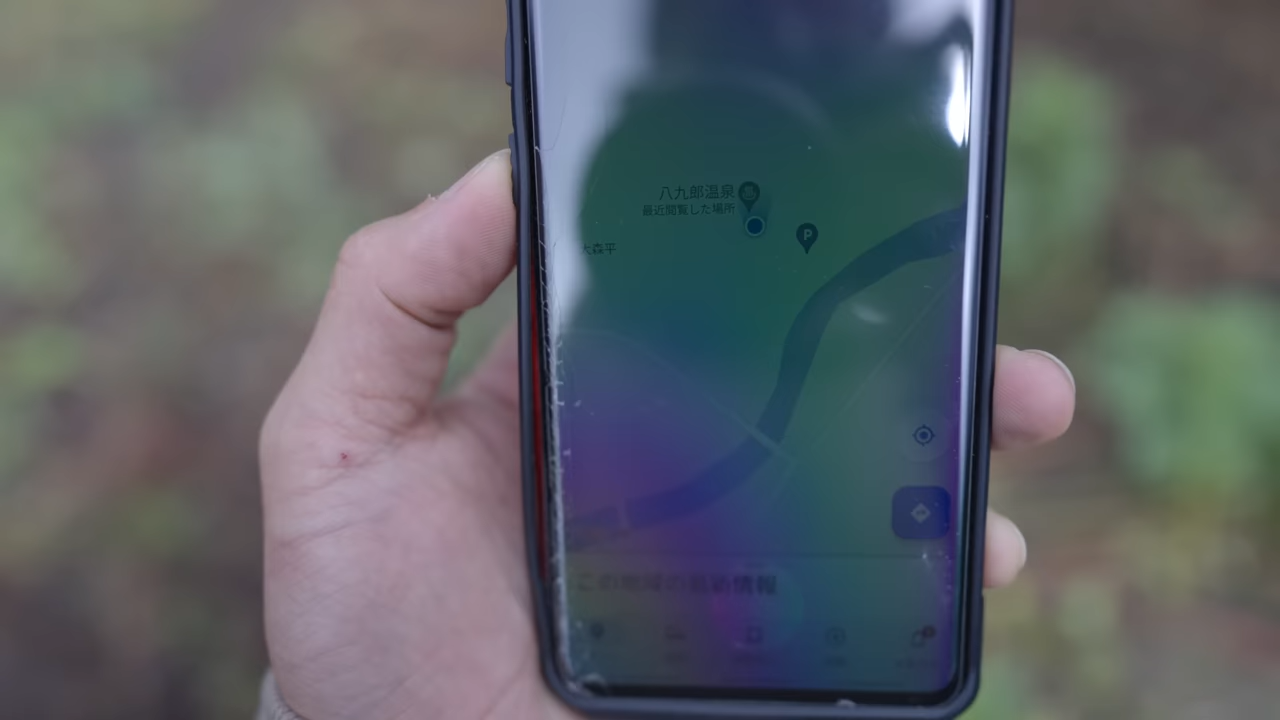 八九郎温泉
最近閲覧した場所
P
大森平
この地域の最新情報